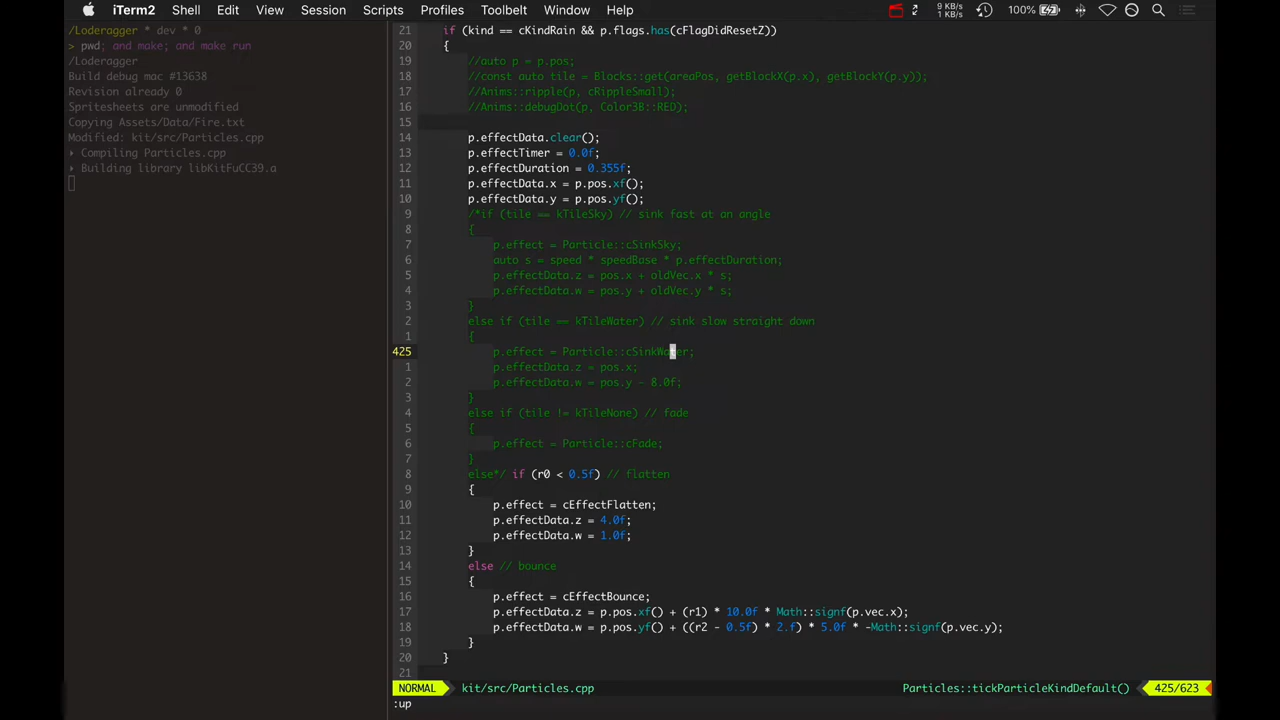 iTerm2 Shell Edit View Session Scripts Profiles Toolbelt Window Help 9 KB/s 1 KB/s 100%
/Loderagger * dev * 0
> pwd; and make; and make run
/Loderagger
Build debug mac #13638
Revision already 0
Spritesheets are unmodified
Copying Assets/Data/Fire.txt
Modified: kit/src/Particles.cpp
▸ Compiling Particles.cpp
▸ Building library libKitFuCC39.a
21 if (kind == cKindRain && p.flags.has(cFlagDidResetZ))
20 {
19 //auto p = p.pos;
18 //const auto tile = Blocks::get(areaPos, getBlockX(p.x), getBlockY(p.y));
17 //Anims::ripple(p, cRippleSmall);
16 //Anims::debugDot(p, Color3B::RED);
15
14 p.effectData.clear();
13 p.effectTimer = 0.0f;
12 p.effectDuration = 0.355f;
11 p.effectData.x = p.pos.xf();
10 p.effectData.y = p.pos.yf();
9 /*if (tile == kTileSky) // sink fast at an angle
8 {
7 p.effect = Particle::cSinkSky;
6 auto s = speed * speedBase * p.effectDuration;
5 p.effectData.z = pos.x + oldVec.x * s;
4 p.effectData.w = pos.y + oldVec.y * s;
3 }
2 else if (tile == kTileWater) // sink slow straight down
1 {
425 p.effect = Particle::cSinkWater;
1 p.effectData.z = pos.x;
2 p.effectData.w = pos.y - 8.0f;
3 }
4 else if (tile != kTileNone) // fade
5 {
6 p.effect = Particle::cFade;
7 }
8 else*/ if (r0 < 0.5f) // flatten
9 {
10 p.effect = cEffectFlatten;
11 p.effectData.z = 4.0f;
12 p.effectData.w = 1.0f;
13 }
14 else // bounce
15 {
16 p.effect = cEffectBounce;
17 p.effectData.z = p.pos.xf() + (r1) * 10.0f * Math::signf(p.vec.x);
18 p.effectData.w = p.pos.yf() + ((r2 - 0.5f) * 2.f) * 5.0f * -Math::signf(p.vec.y);
19 }
20 }
21
NORMAL kit/src/Particles.cpp Particles::tickParticleKindDefault() 425/623
:up